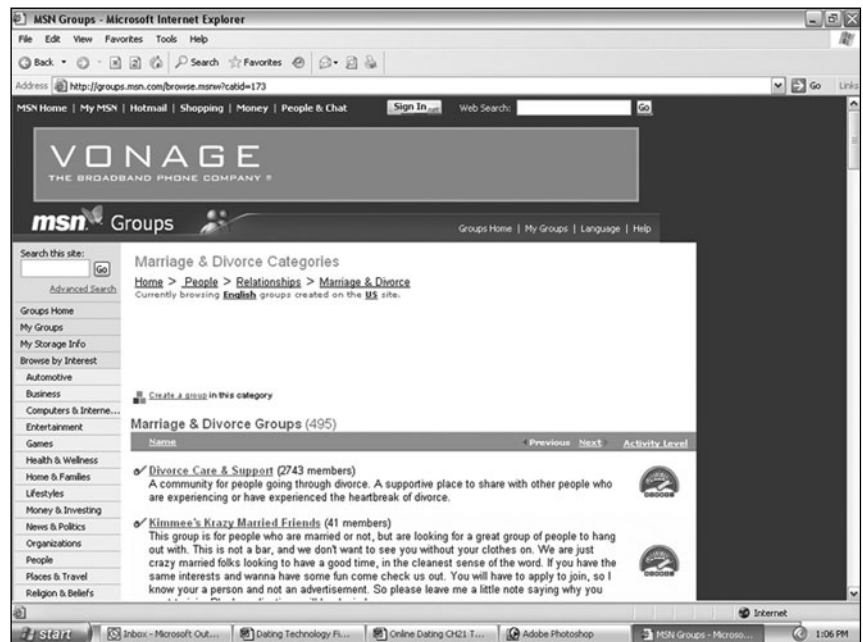 MSN Groups - Microsoft Internet Explorer
File Edit View Favorites Tools Help
Back Search Favorites
Address http://groups.msn.com/browse.msnw?catid=173 Go Links
MSN Home | My MSN | Hotmail | Shopping | Money | People & Chat Sign In .net Web Search: Go
VONAGE
THE BROADBAND PHONE COMPANY ®
msn Groups
Groups Home | My Groups | Language | Help
Search this site:
Go
Advanced Search
Groups Home
My Groups
My Storage Info
Browse by Interest
Automotive
Business
Computers & Interne...
Entertainment
Games
Health & Wellness
Home & Families
Lifestyles
Money & Investing
News & Politics
Organizations
People
Places & Travel
Religion & Beliefs
Marriage & Divorce Categories
Home > People > Relationships > Marriage & Divorce
Currently browsing English groups created on the US site.
Create a group in this category
Marriage & Divorce Groups (495)
Name Previous Next Activity Level
Divorce Care & Support (2743 members)
A community for people going through divorce. A supportive place to share with other people who
are experiencing or have experienced the heartbreak of divorce.
Kimmee's Krazy Married Friends (41 members)
This group is for people who are married or not, but are looking for a great group of people to hang
out with. This is not a bar, and we don't want to see you without your clothes on. We are just
crazy married folks looking to have a good time, in the cleanest sense of the word. If you have the
same interests and wanna have some fun come check us out. You will have to apply to join, so I
know your a person and not an advertisement. So please leave me a little note saying why you
Internet
start Inbox - Microsoft Out... Dating Technology Fi... Online Dating CH21 T... Adobe Photoshop MSN Groups - Microso... 1:06 PM